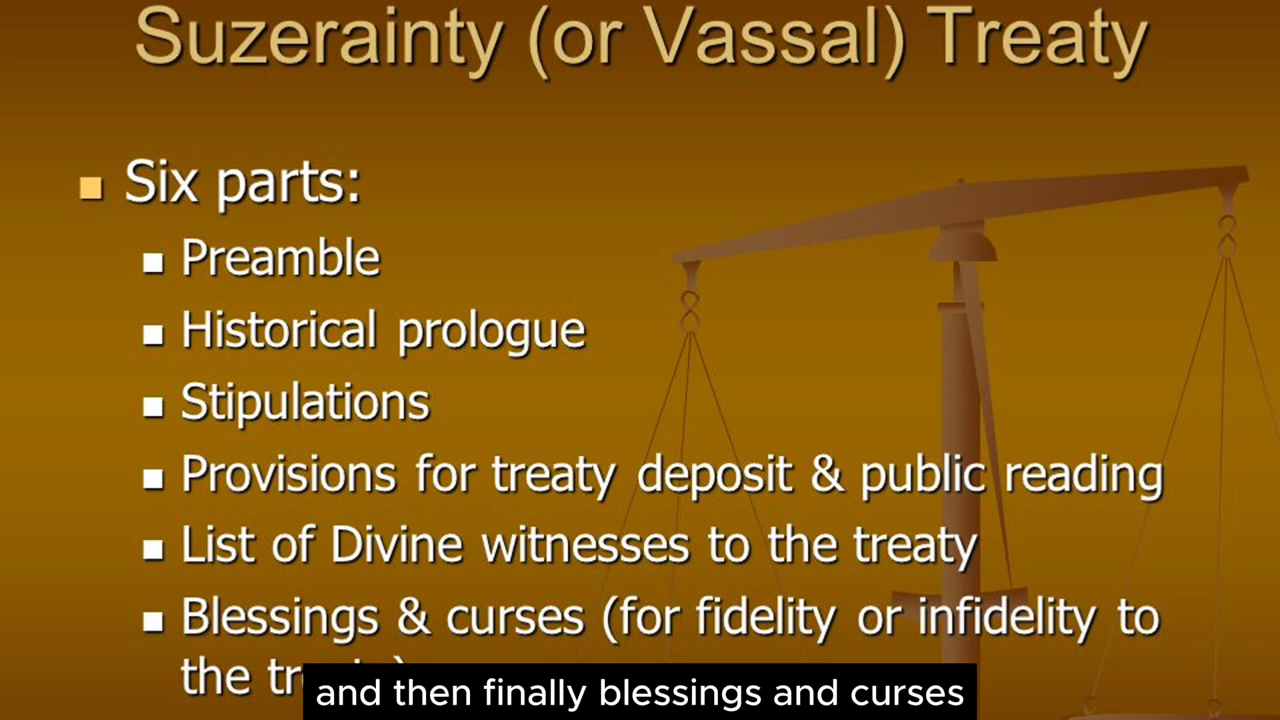 Suzerainty (or Vassal) Treaty
Six parts:
Preamble
Historical prologue
Stipulations
Provisions for treaty deposit & public reading
List of Divine witnesses to the treaty
Blessings & curses (for fidelity or infidelity to
the
and then finally blessings and curses